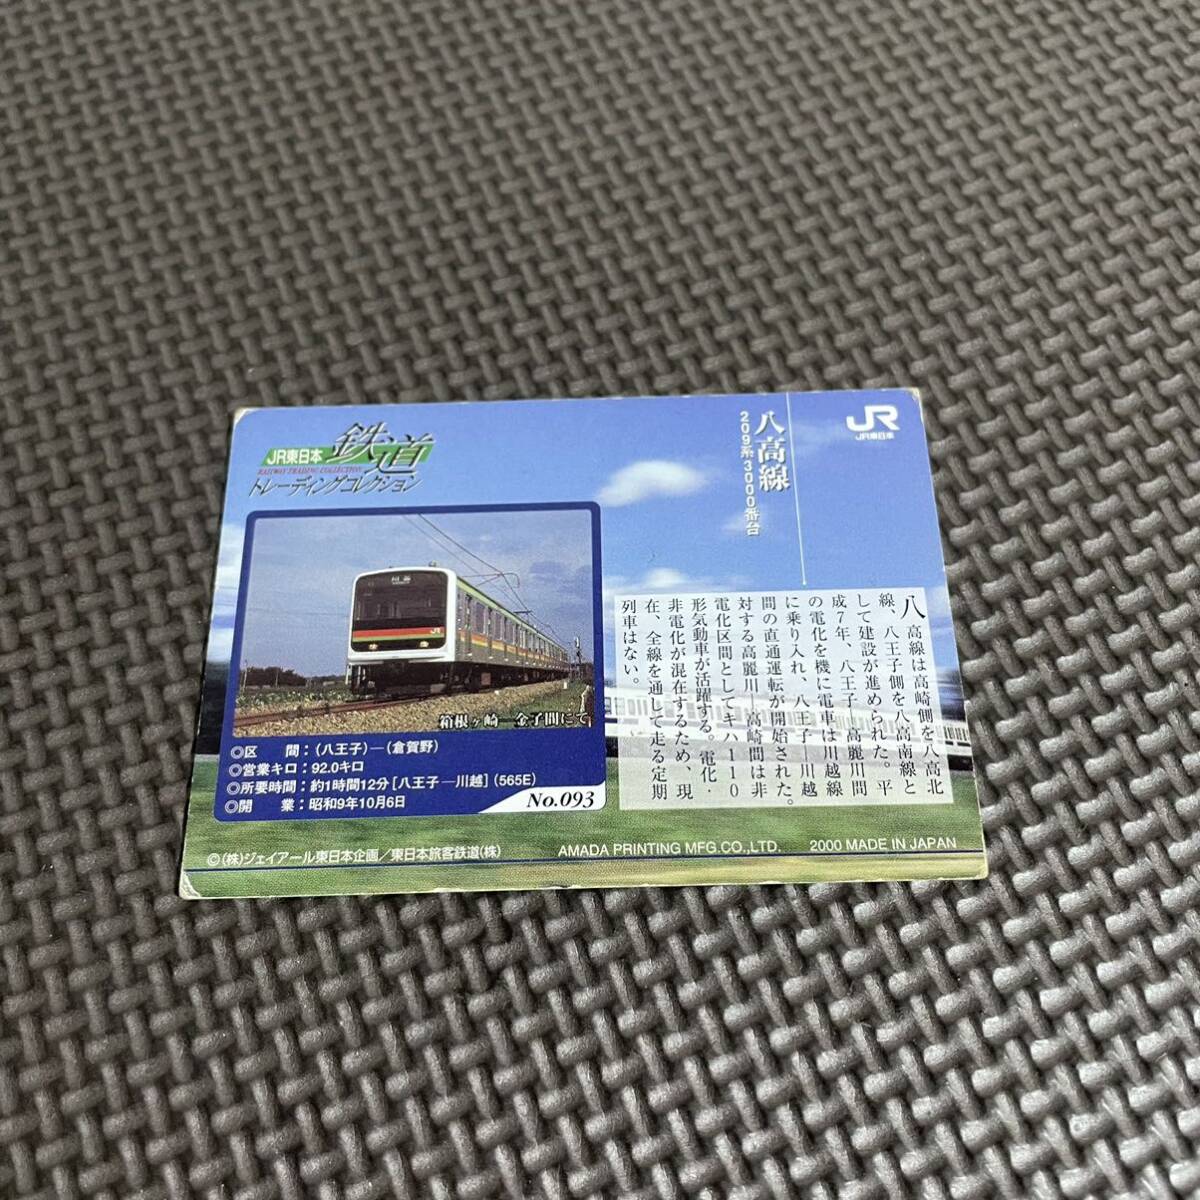 JR東日本
鉄道
RAILWAY TRADING COLLECTION
トレーディングコレクション
箱根ヶ崎―金子間にて
◎区　間：（八王子）―（倉賀野）
◎営業キロ：92.0キロ
◎所要時間：約1時間12分［八王子―川越］（565E）
◎開　業：昭和9年10月6日
No.093
八高線
209系3000番台
JR
JR東日本
八高線は高崎側を八高北
線、八王子側を八高南線と
して建設が進められた。平
成7年、八王子―高麗川間
の電化を機に電車は川越線
に乗り入れ、八王子―川越
間の直通運転が開始された。
対する高麗川―高崎間は非
電化区間としてキハ110
形気動車が活躍する。電化・
非電化が混在するため、現
在、全線を通して走る定期
列車はない。
©（株）ジェイアール東日本企画／東日本旅客鉄道（株）
AMADA PRINTING MFG.CO.,LTD.
2000 MADE IN JAPAN